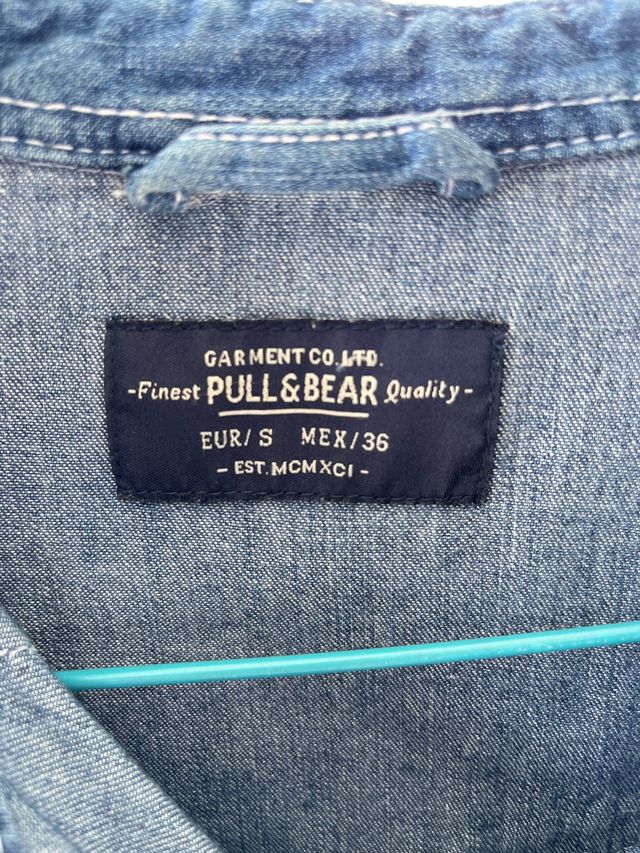 GARMENT CO. LTD.
-Finest PULL&BEAR Quality-
EUR/ S MEX/36
- EST. MCMXCI -